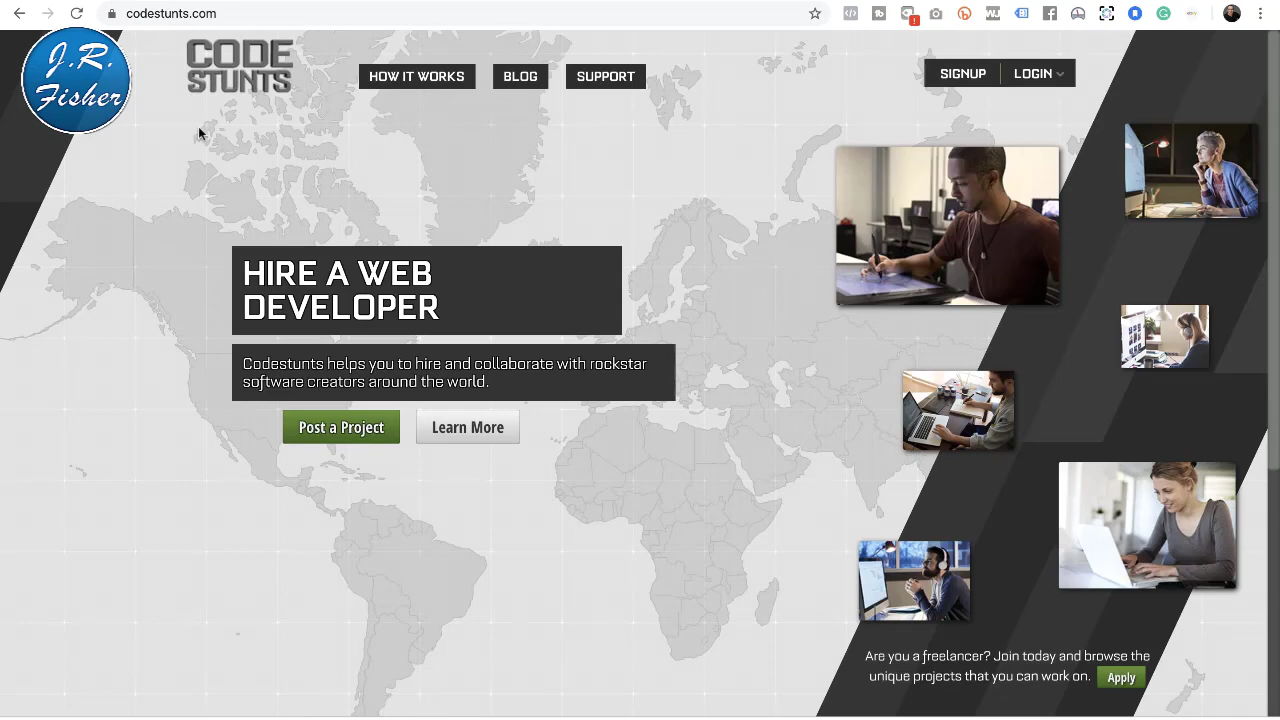 codestunts.com
J.R.
Fisher
CODE
STUNTS
HOW IT WORKS
BLOG
SUPPORT
SIGNUP
LOGIN
HIRE A WEB
DEVELOPER
Codestunts helps you to hire and collaborate with rockstar
software creators around the world.
Post a Project
Learn More
Are you a freelancer? Join today and browse the
unique projects that you can work on.
Apply